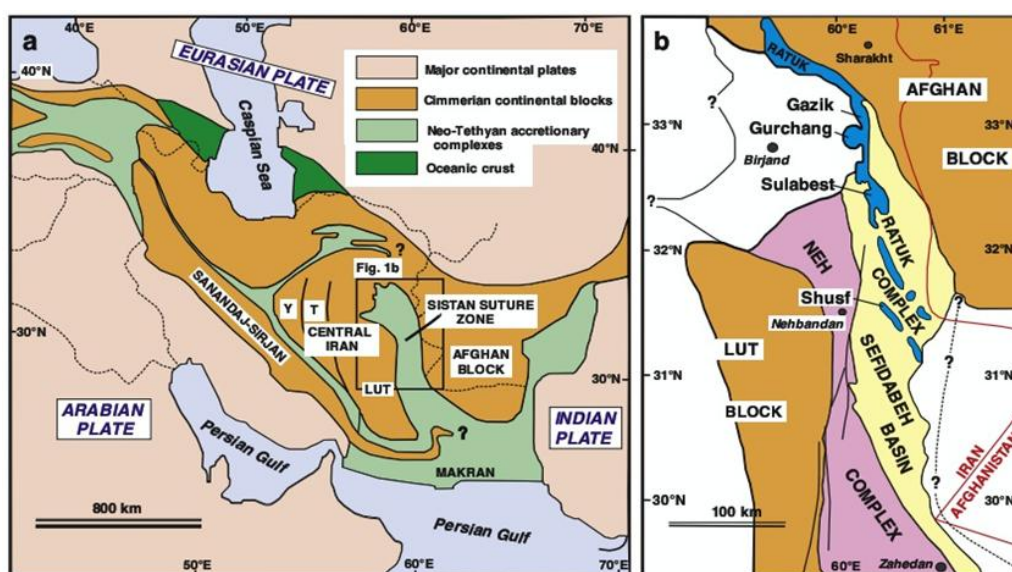 a
40°E
50°E
60°E
70°E
EURASIAN PLATE
40°N
Caspian Sea
Major continental plates
Cimmerian continental blocks
Neo-Tethyan accretionary
complexes
Oceanic crust
40°N
?
Fig. 1b
SANANDAJ-SIRJAN
Y
T
CENTRAL
IRAN
SISTAN SUTURE
ZONE
30°N
LUT
AFGHAN
BLOCK
30°N
ARABIAN
PLATE
INDIAN
PLATE
Persian Gulf
?
MAKRAN
800 km
Persian Gulf
50°E
60°E
70°E
b
60°E
61°E
RATUK
Sharakht
AFGHAN
BLOCK
?
Gazik
33°N
Gurchang
33°N
Birjand
Sulabest
?
RATUK
COMPLEX
32°N
32°N
NEH
COMPLEX
Shusf
Nehbandan
?
LUT
BLOCK
SEFIDABEH
BASIN
31°N
31°N
?
?
IRAN
AFGHANISTAN
30°N
30°N
100 km
60°E
Zahedan